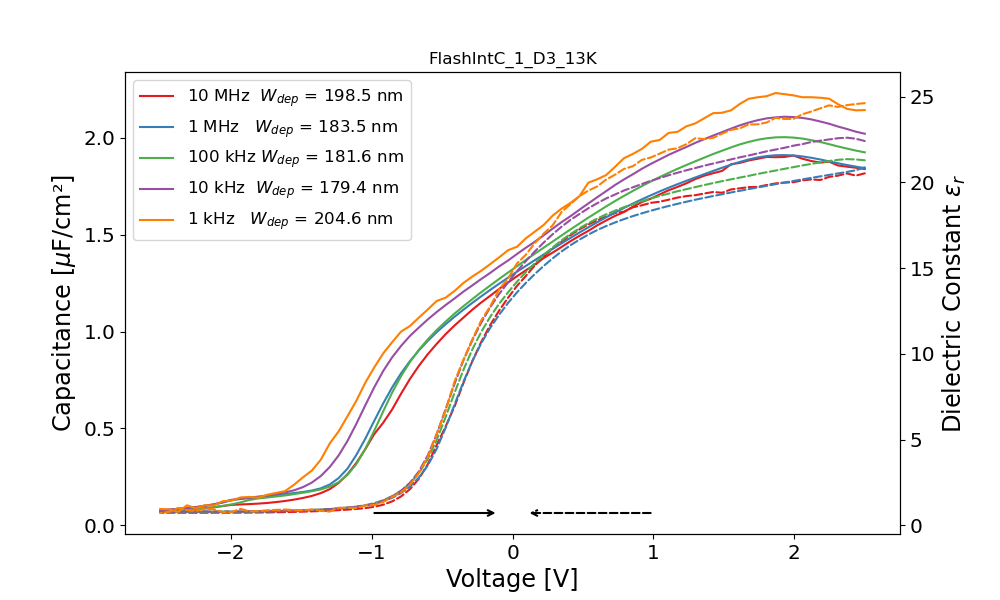 FlashIntC_1_D3_13K
10 MHz W_dep = 198.5 nm
1 MHz W_dep = 183.5 nm
100 kHz W_dep = 181.6 nm
10 kHz W_dep = 179.4 nm
1 kHz W_dep = 204.6 nm
Capacitance [μF/cm²]
2.0
1.5
1.0
0.5
0.0
25
20
15
10
5
0
Dielectric Constant ε_r
−2
−1
0
1
2
Voltage [V]